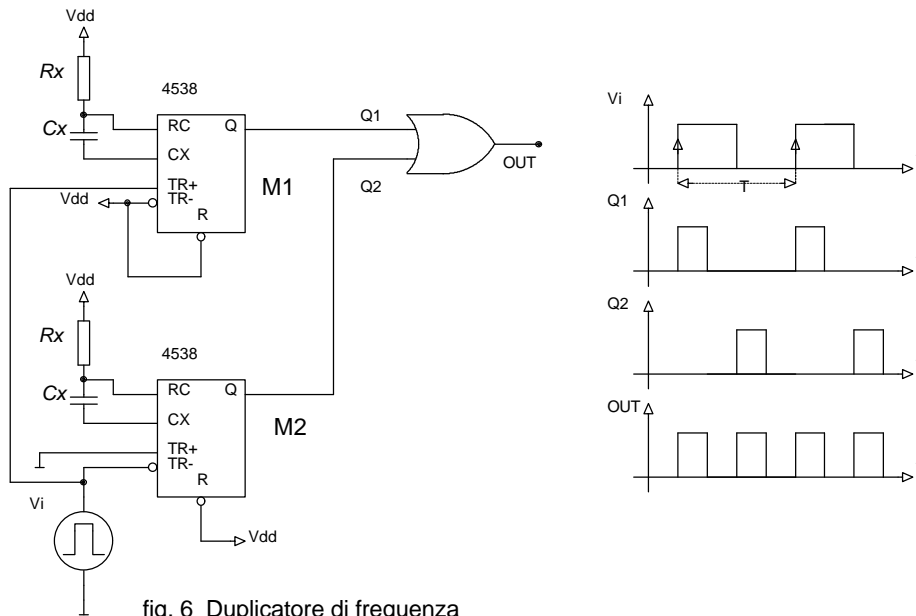 Vdd
Rx
4538
Cx
RC
Q
CX
TR+
TR-
Vdd
R
M1
Q1
Q2
OUT
Vdd
Rx
4538
Cx
RC
Q
CX
TR+
TR-
R
M2
Vi
Vdd
Vi
T
Q1
Q2
OUT
fig. 6 Duplicatore di frequenza